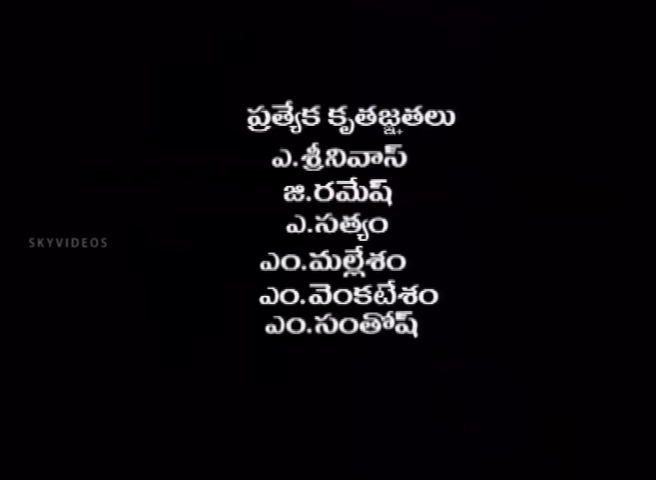 ప్రత్యేక కృతజ్ఞతలు
ఎ.శ్రీనివాస్
జి.రమేష్
ఎ.సత్యం
SKYVIDEOS
ఎం.మల్లేశం
ఎం.వెంకటేశం
ఎం.సంతోష్